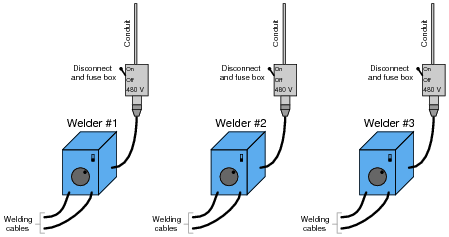 Conduit
Disconnect
and fuse box
On
Off
480 V
Welder #1
Welding
cables
Conduit
Disconnect
and fuse box
On
Off
480 V
Welder #2
Welding
cables
Conduit
Disconnect
and fuse box
On
Off
480 V
Welder #3
Welding
cables